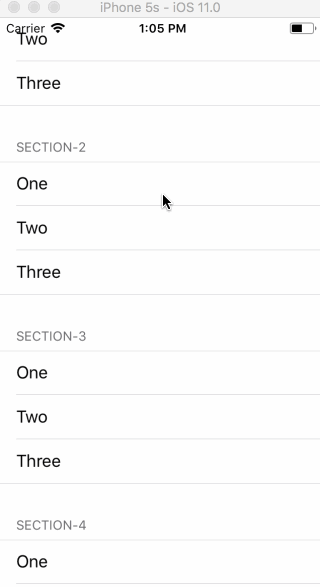 iPhone 5s - iOS 11.0
Carrier 1:05 PM
Two
Three
SECTION-2
One
Two
Three
SECTION-3
One
Two
Three
SECTION-4
One